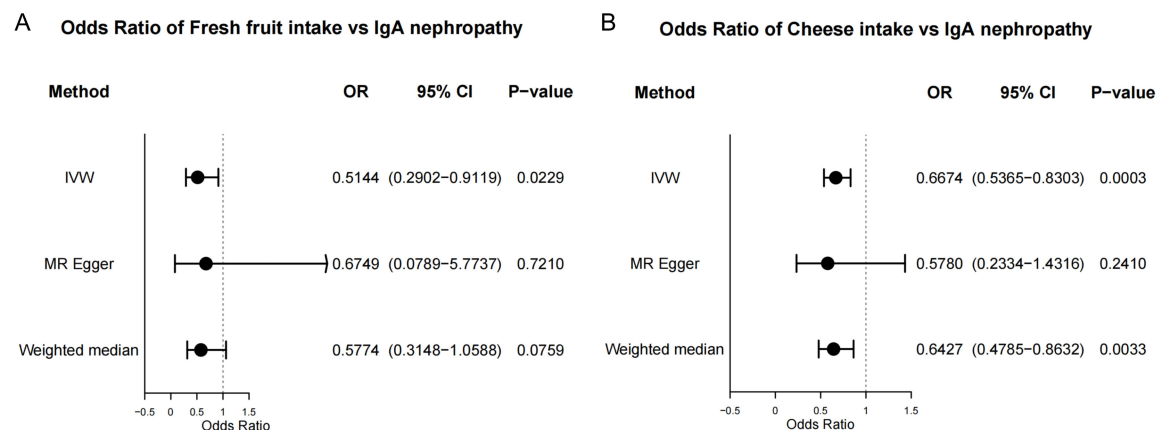 A Odds Ratio of Fresh fruit intake vs IgA nephropathy
Method OR 95% CI P−value
IVW 0.5144 (0.2902−0.9119) 0.0229
MR Egger 0.6749 (0.0789−5.7737) 0.7210
Weighted median 0.5774 (0.3148−1.0588) 0.0759
−0.5 0 0.5 1 1.5
Odds Ratio
B Odds Ratio of Cheese intake vs IgA nephropathy
Method OR 95% CI P−value
IVW 0.6674 (0.5365−0.8303) 0.0003
MR Egger 0.5780 (0.2334−1.4316) 0.2410
Weighted median 0.6427 (0.4785−0.8632) 0.0033
−0.5 0 0.5 1 1.5
Odds Ratio